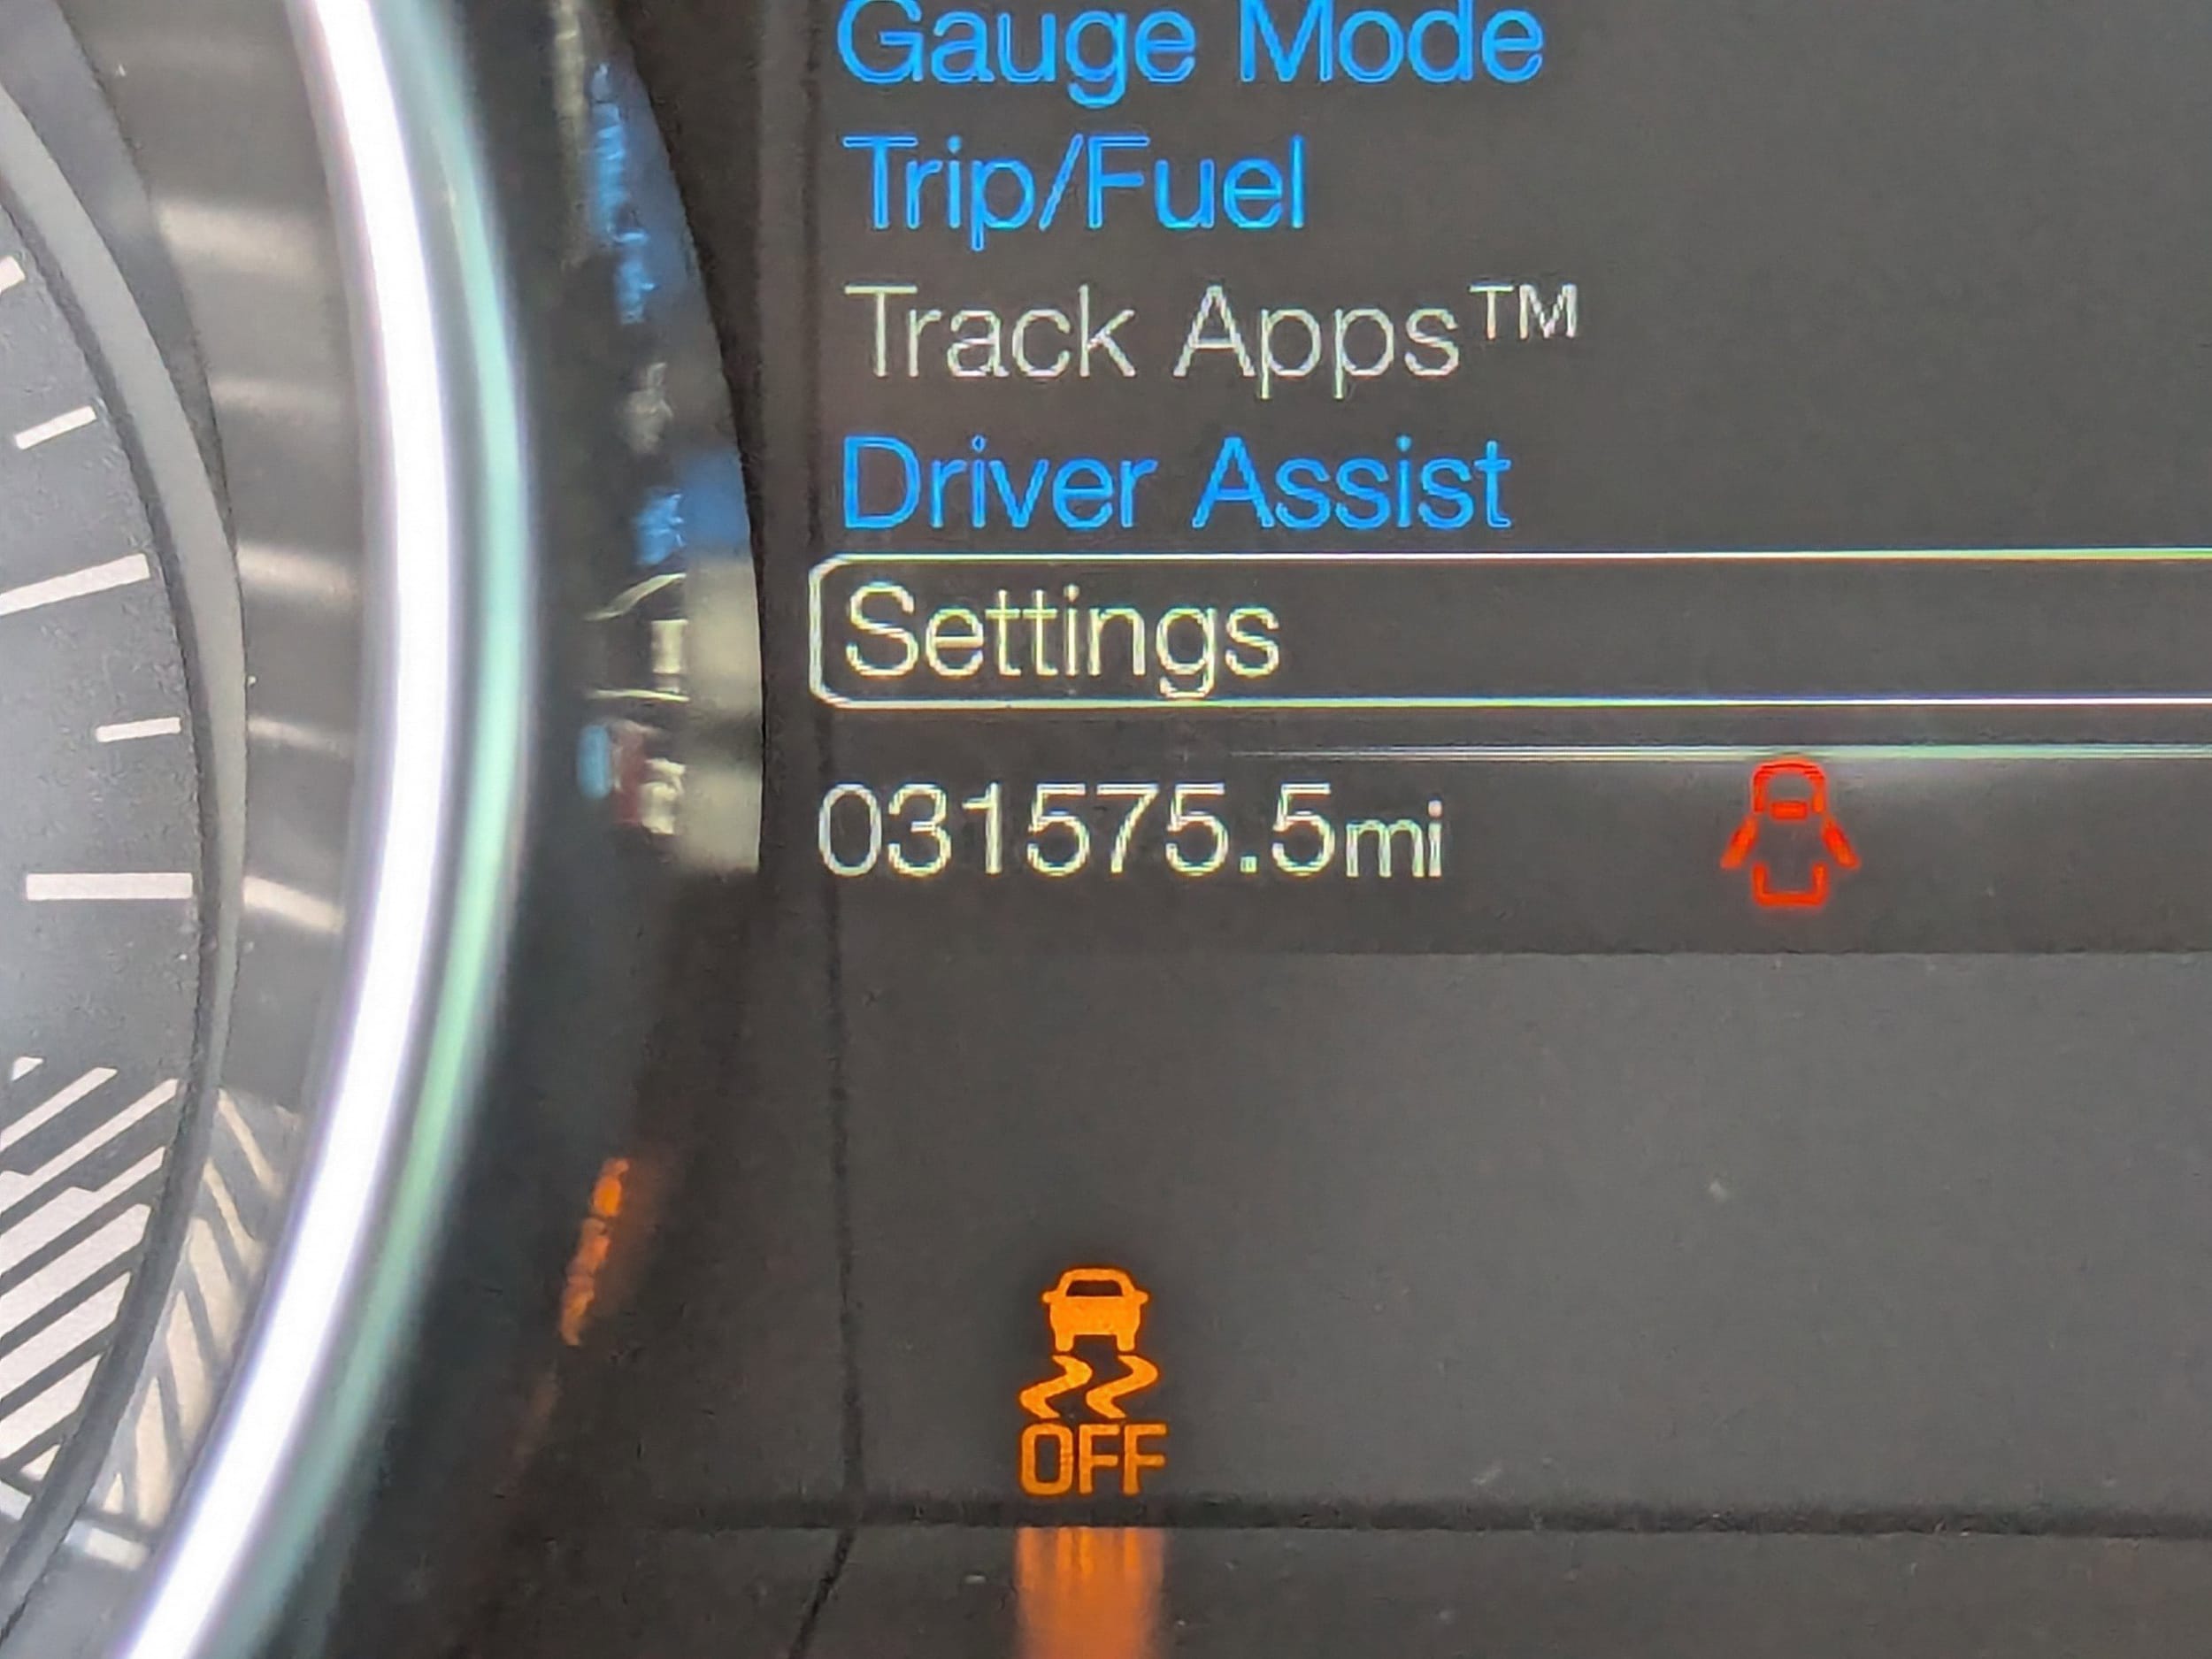 Gauge Mode
Trip/Fuel
Track Apps™
Driver Assist
Settings
031575.5mi
OFF